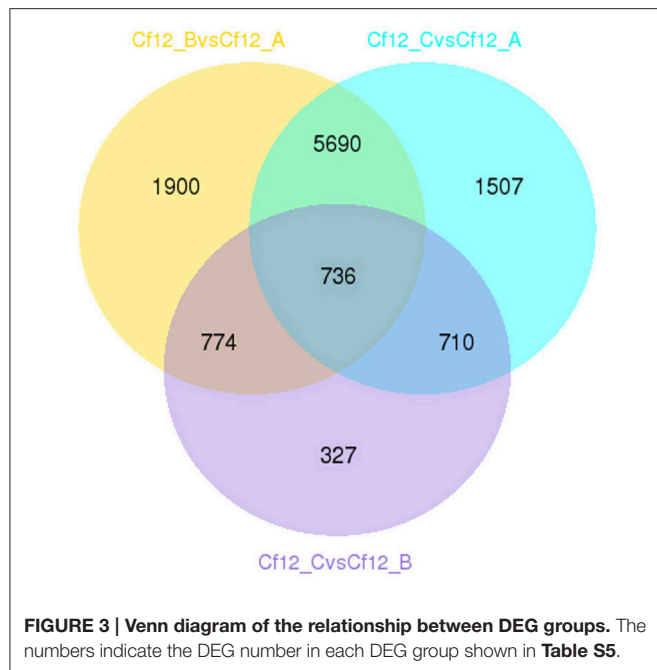 Cf12_BvsCf12_A Cf12_CvsCf12_A
5690
1900 1507
736
774 710
327
Cf12_CvsCf12_B
FIGURE 3 | Venn diagram of the relationship between DEG groups. The
numbers indicate the DEG number in each DEG group shown in Table S5.